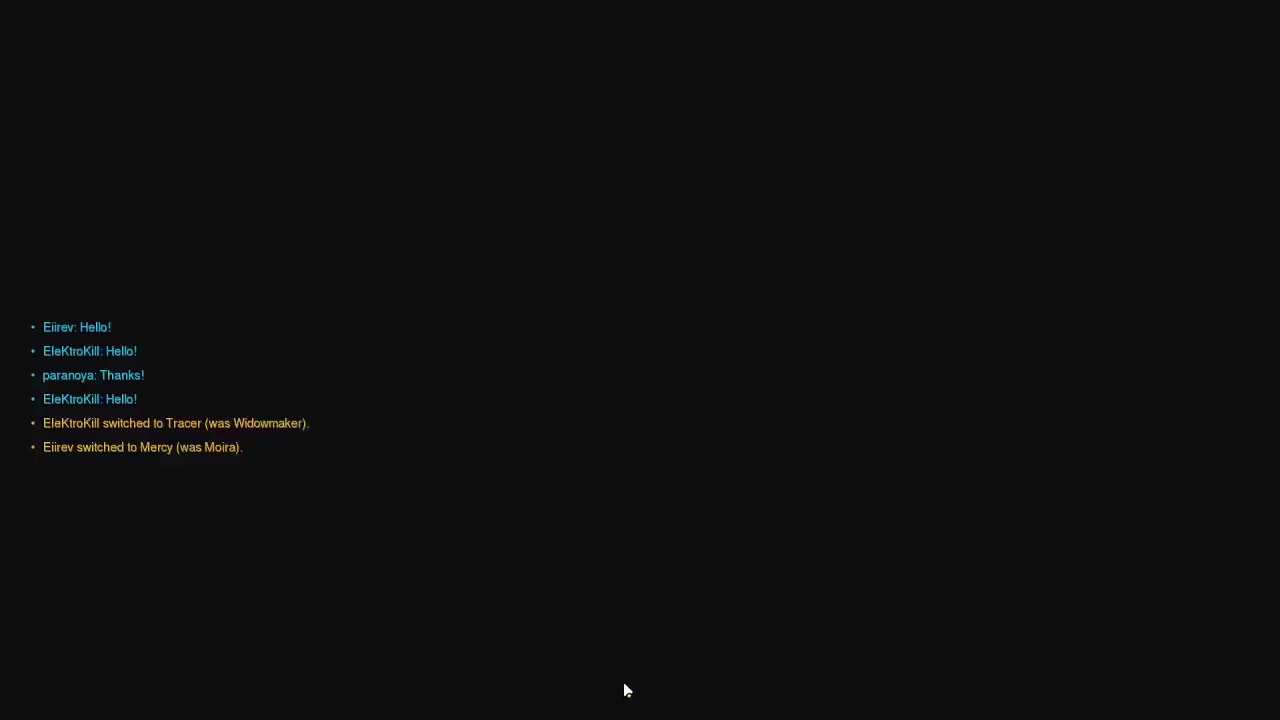 • Eiirev: Hello!
• EleKtroKill: Hello!
• paranoya: Thanks!
• EleKtroKill: Hello!
• EleKtroKill switched to Tracer (was Widowmaker).
• Eiirev switched to Mercy (was Moira).